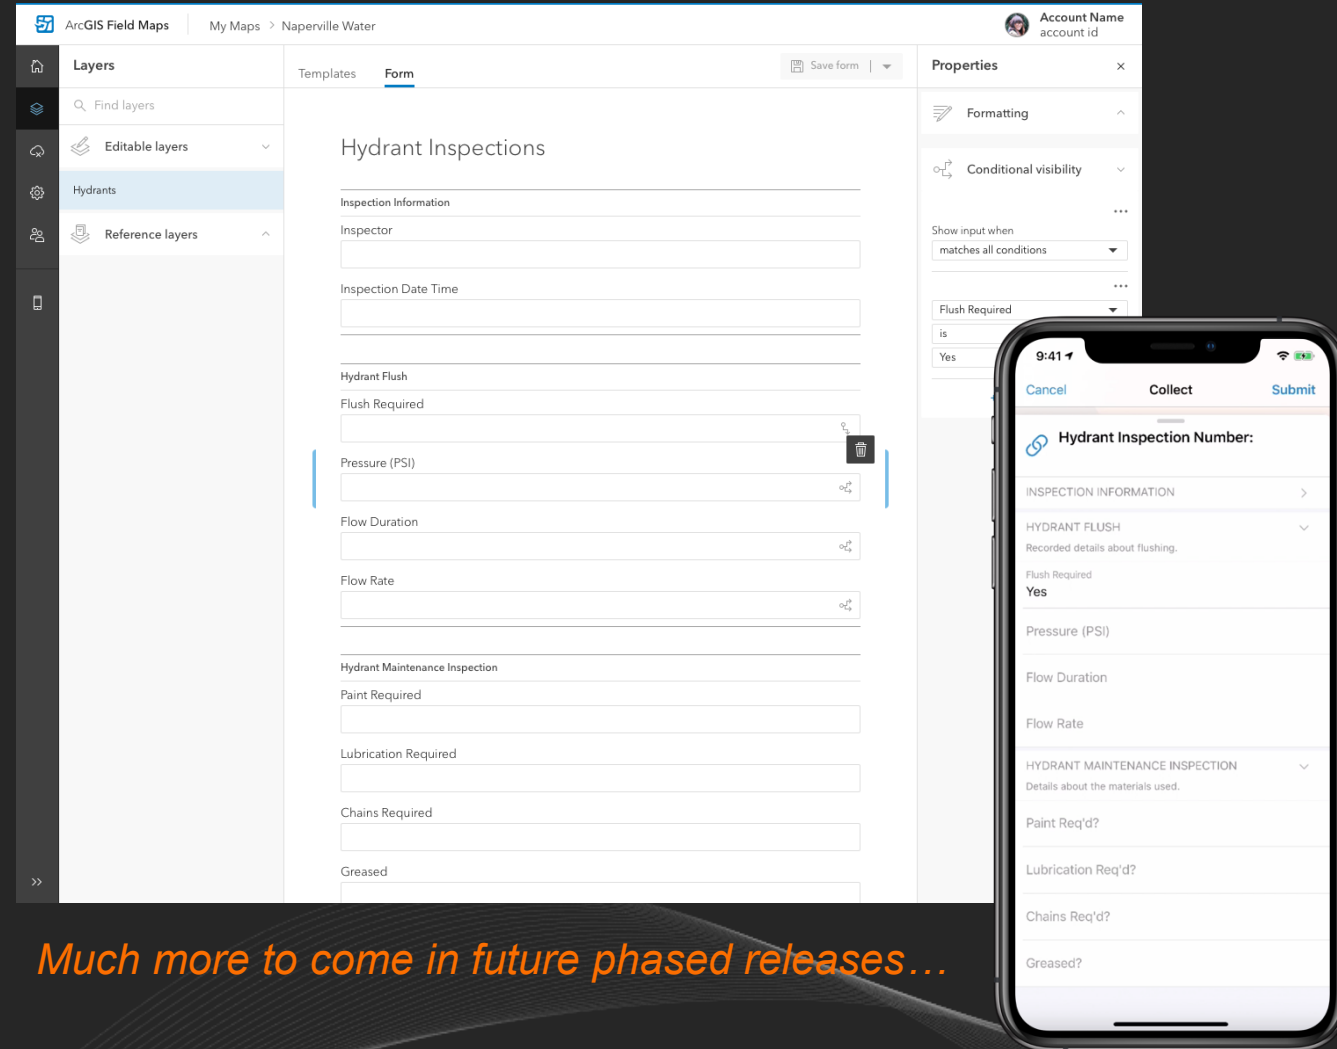 ArcGIS Field Maps
My Maps > Naperville Water
Account Name
account id
Layers
Find layers
Editable layers
Hydrants
Reference layers
Templates
Form
Save form
Hydrant Inspections
Inspection Information
Inspector
Inspection Date Time
Hydrant Flush
Flush Required
Pressure (PSI)
Flow Duration
Flow Rate
Hydrant Maintenance Inspection
Paint Required
Lubrication Required
Chains Required
Greased
Properties
Formatting
Conditional visibility
Show input when
matches all conditions
Flush Required
is
Yes
9:41
Cancel
Collect
Submit
Hydrant Inspection Number:
INSPECTION INFORMATION
HYDRANT FLUSH
Recorded details about flushing.
Flush Required
Yes
Pressure (PSI)
Flow Duration
Flow Rate
HYDRANT MAINTENANCE INSPECTION
Details about the materials used.
Paint Req'd?
Lubrication Req'd?
Chains Req'd?
Greased?
Much more to come in future phased releases...